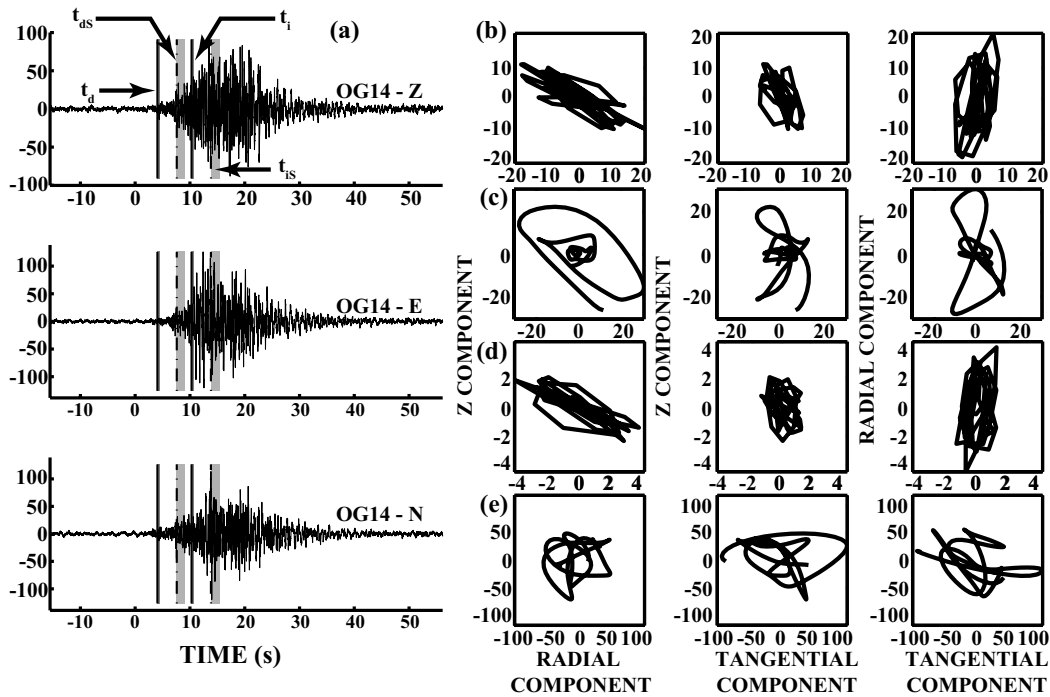 t_dS
t_i
(a)
t_d
OG14 - Z
t_iS
100
50
0
-50
-100
-10 0 10 20 30 40 50
OG14 - E
100
50
0
-50
-100
-10 0 10 20 30 40 50
OG14 - N
100
50
0
-50
-100
-10 0 10 20 30 40 50
TIME (s)
(b)
20
10
0
-10
-20
-20 -10 0 10 20
20
10
0
-10
-20
-20 -10 0 10 20
20
10
0
-10
-20
-20 -10 0 10 20
(c)
20
0
-20
-20 0 20
20
0
-20
-20 0 20
20
0
-20
-20 0 20
Z COMPONENT
Z COMPONENT
RADIAL COMPONENT
(d)
4
2
0
-2
-4
-4 -2 0 2 4
4
2
0
-2
-4
-4 -2 0 2 4
4
2
0
-2
-4
-4 -2 0 2 4
(e)
100
50
0
-50
-100
-100 -50 0 50 100
100
50
0
-50
-100
-100 -50 0 50 100
100
50
0
-50
-100
-100 -50 0 50 100
RADIAL
COMPONENT
TANGENTIAL
COMPONENT
TANGENTIAL
COMPONENT